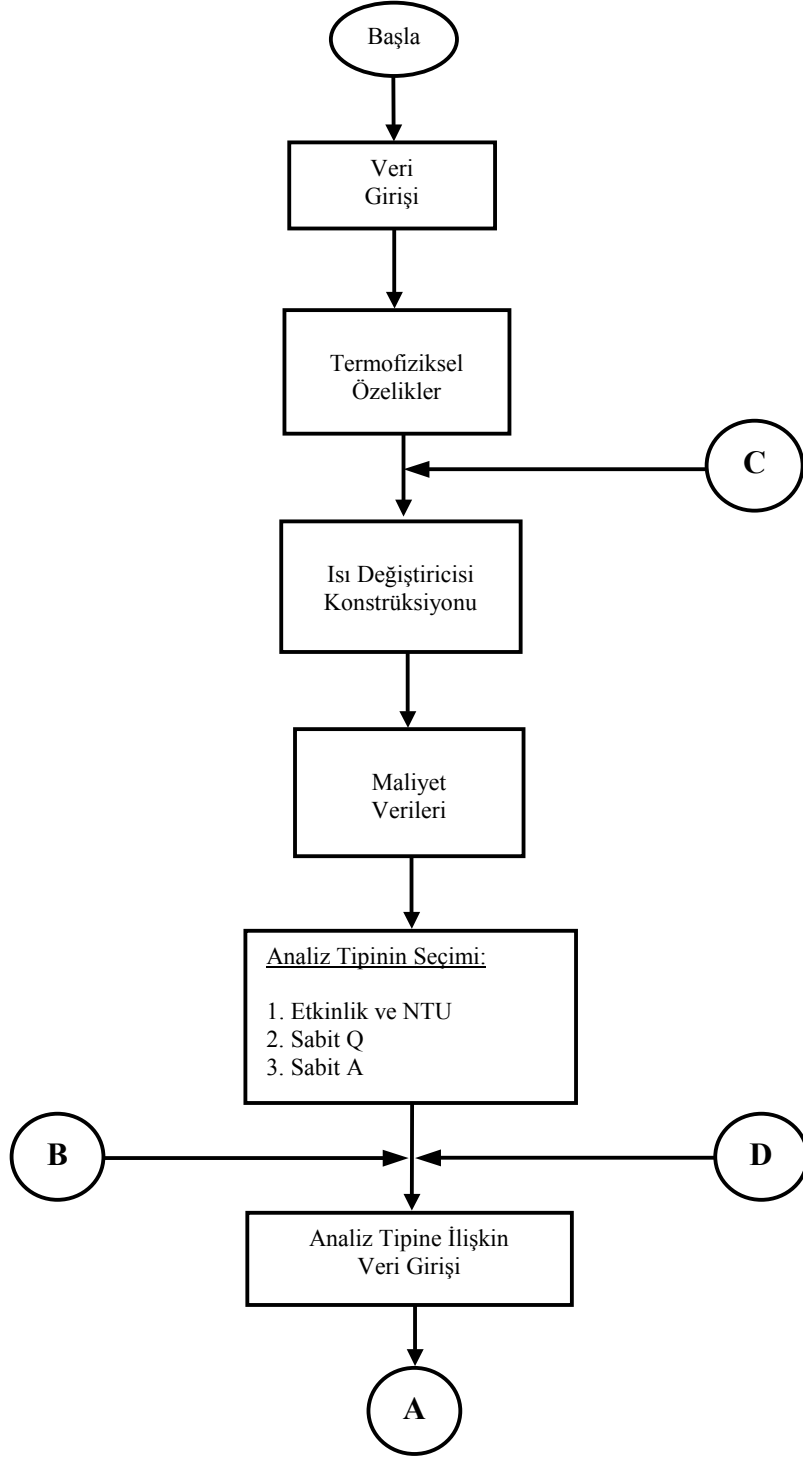 Başla
Veri
Girişi
Termofiziksel
Özelikler
C
Isı Değiştiricisi
Konstrüksiyonu
Maliyet
Verileri
Analiz Tipinin Seçimi:
1. Etkinlik ve NTU
2. Sabit Q
3. Sabit A
B
D
Analiz Tipine İlişkin
Veri Girişi
A